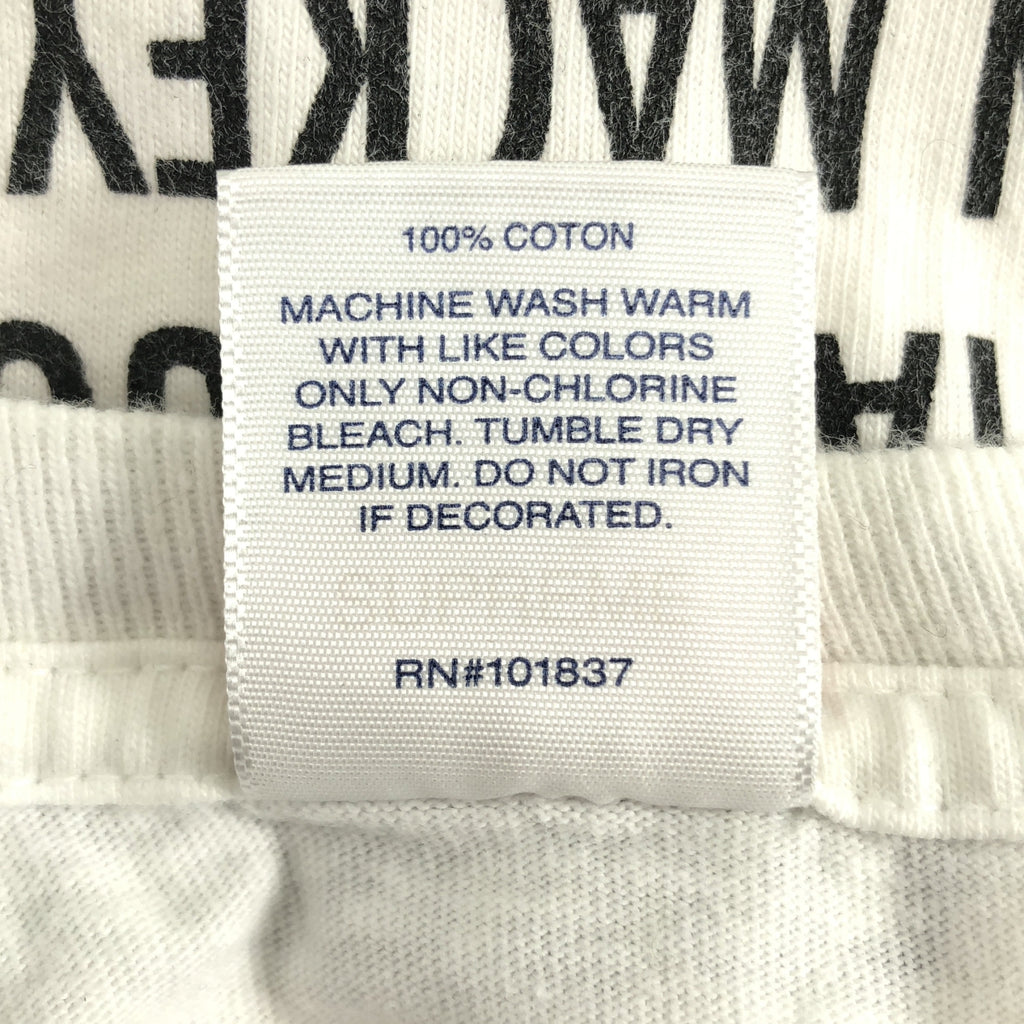 100% COTON
MACHINE WASH WARM
WITH LIKE COLORS
ONLY NON-CHLORINE
BLEACH. TUMBLE DRY
MEDIUM. DO NOT IRON
IF DECORATED.
RN#101837